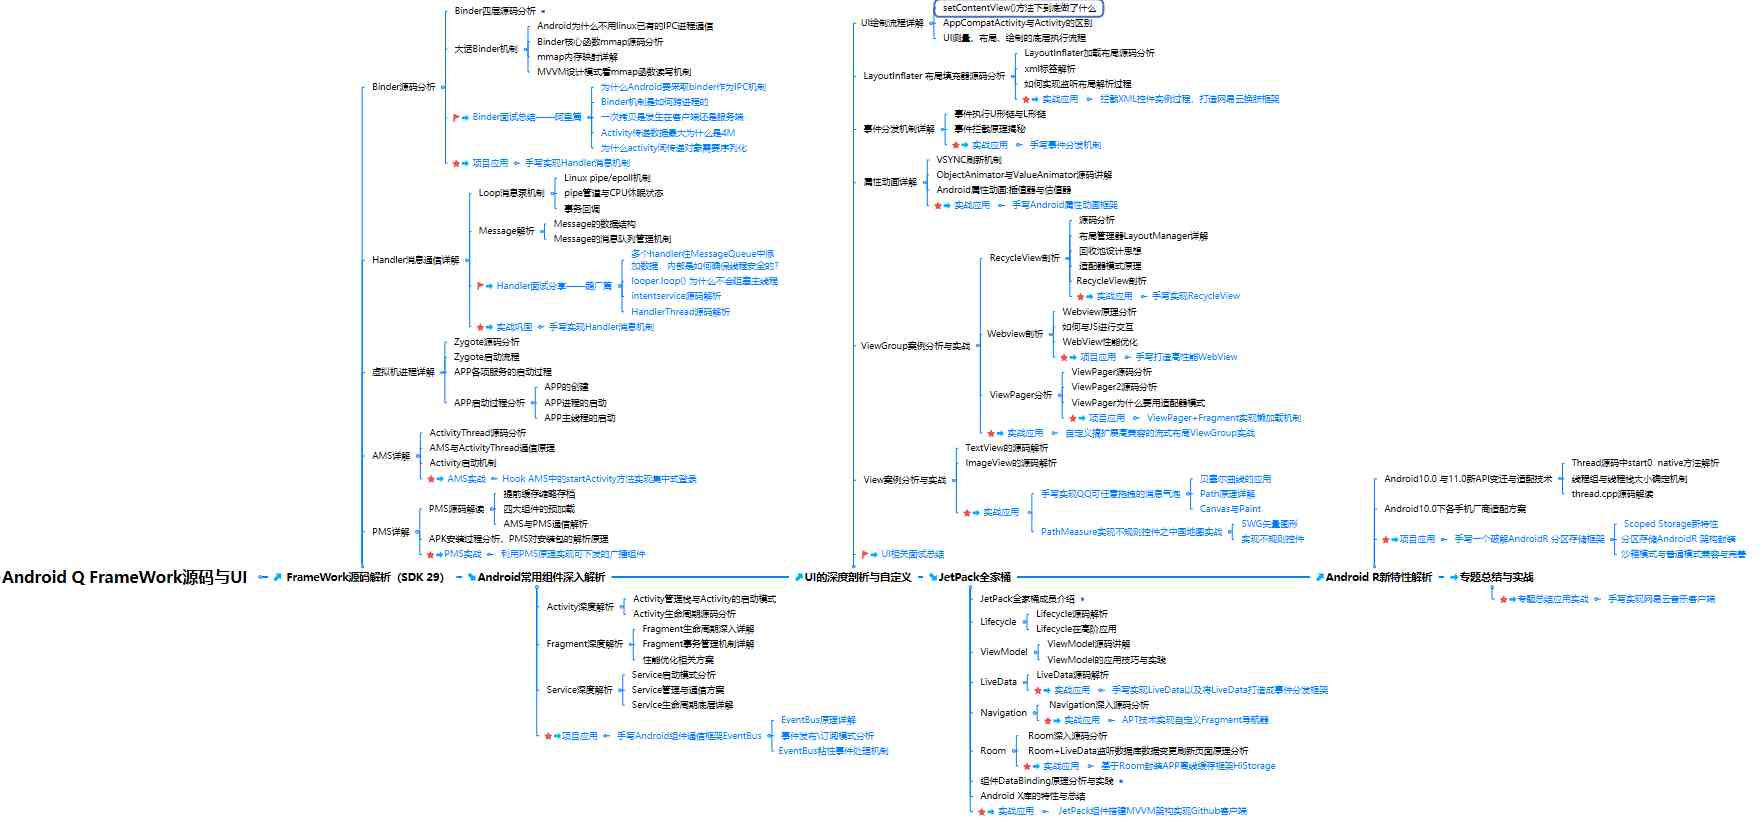 Android Q FrameWork源码与UI
FrameWork源码解析（SDK 29）
Binder源码分析
Binder四层源码分析
大话Binder机制
Android为什么不用linux已有的IPC进程通信
Binder核心函数mmap源码分析
mmap内存映射详解
MVVM设计模式看mmap函数读写机制
Binder面试总结——阿里篇
为什么Android要采取binder作为IPC机制
Binder机制是如何跨进程的
一次拷贝是发生在客户端还是服务端
Activity传递数据最大为什么是4M
为什么activity间传递对象需要序列化
项目应用
手写实现Handler消息机制
Handler消息通信详解
Loop消息泵机制
Linux pipe/epoll机制
pipe管道与CPU休眠状态
事务回调
Message解析
Message的数据结构
Message的消息队列管理机制
Handler面试分享——鹅厂篇
多个handler往MessageQueue中添
加数据，内部是如何确保线程安全的？
looper.loop() 为什么不会阻塞主线程
intentservice源码解析
HandlerThread源码解析
实战巩固
手写实现Handler消息机制
虚拟机进程详解
Zygote源码分析
Zygote启动流程
APP各项服务的启动过程
APP启动过程分析
APP的创建
APP进程的启动
APP主线程的启动
AMS详解
ActivityThread源码分析
AMS与ActivityThread通信原理
Activity启动机制
AMS实战
Hook AMS中的startActivity方法实现集中式登录
PMS详解
PMS源码解读
提前缓存缩略存档
四大组件的预加载
AMS与PMS通信解析
APK安装过程分析，PMS对安装包的解析原理
PMS实战
利用PMS原理实现可下发的广播组件
Android常用组件深入解析
Activity深度解析
Activity管理栈与Activity的启动模式
Activity生命周期源码分析
Fragment深度解析
Fragment生命周期深入详解
Fragment事务管理机制详解
性能优化相关方案
Service深度解析
Service启动模式分析
Service管理与通信方案
Service生命周期底层详解
项目应用
手写Android组件通信框架EventBus
EventBus原理详解
事件发布\订阅模式分析
EventBus粘性事件处理机制
UI的深度剖析与自定义
UI绘制流程详解
setContentView()方法下到底做了什么
AppCompatActivity与Activity的区别
UI测量、布局、绘制的底层执行流程
LayoutInflater 布局填充器源码分析
LayoutInflater加载布局源码分析
xml标签解析
如何实现监听布局解析过程
实战应用
拦截XML控件实例过程，打造网易云换肤框架
事件分发机制详解
事件执行U形链与L形链
事件拦截原理揭秘
实战应用
手写事件分发机制
属性动画详解
VSYNC刷新机制
ObjectAnimator与ValueAnimator源码讲解
Android属性动画:插值器与估值器
实战应用
手写Android属性动画框架
ViewGroup案例分析与实战
RecycleView剖析
源码分析
布局管理器LayoutManager详解
回收池设计思想
适配器模式原理
RecycleView剖析
实战应用
手写实现RecycleView
Webview剖析
Webview原理分析
如何与JS进行交互
WebView性能优化
项目应用
手写打造高性能WebView
ViewPager分析
ViewPager源码分析
ViewPager2源码分析
ViewPager为什么要用适配器模式
项目应用
ViewPager+Fragment实现懒加载机制
实战应用
自定义摘扩展高兼容的流式布局ViewGroup实战
View案例分析与实战
TextView的源码解析
ImageView的源码解析
实战应用
手写实现QQ可任意拖拽的消息气泡
贝塞尔曲线的应用
Path原理详解
Canvas与Paint
PathMeasure实现不规则控件之中国地图实战
SWG矢量图形
实现不规则控件
UI相关面试总结
JetPack全家桶
JetPack全家桶成员介绍
Lifecycle
Lifecycle源码解析
Lifecycle在高阶应用
ViewModel
ViewModel源码讲解
ViewModel的应用技巧与实践
LiveData
LiveData源码解析
实战应用
手写实现LiveData以及将LiveData打造成事件分发框架
Navigation
Navigation深入源码分析
实战应用
APT技术实现自定义Fragment导航器
Room
Room深入源码分析
Room+LiveData监听数据库数据变更刷新页面原理分析
实战应用
基于Room封装APP离线缓存框架HiStorage
组件DataBinding原理分析与实践
Android X库的特性与总结
实战应用
JetPack组件搭建MVVM架构实现Github客户端
Android R新特性解析
Android10.0 与11.0新API变迁与适配技术
Thread源码中start0 native方法解析
线程组与线程栈大小确定机制
thread.cpp源码解读
Android10.0下各手机厂商适配方案
项目应用
手写一个破解AndroidR 分区存储框架
Scoped Storage新特性
分区存储AndroidR 架构封装
沙箱模式与普通模式兼容与完善
专题总结与实战
专题总结应用实战
手写实现网易云音乐客户端